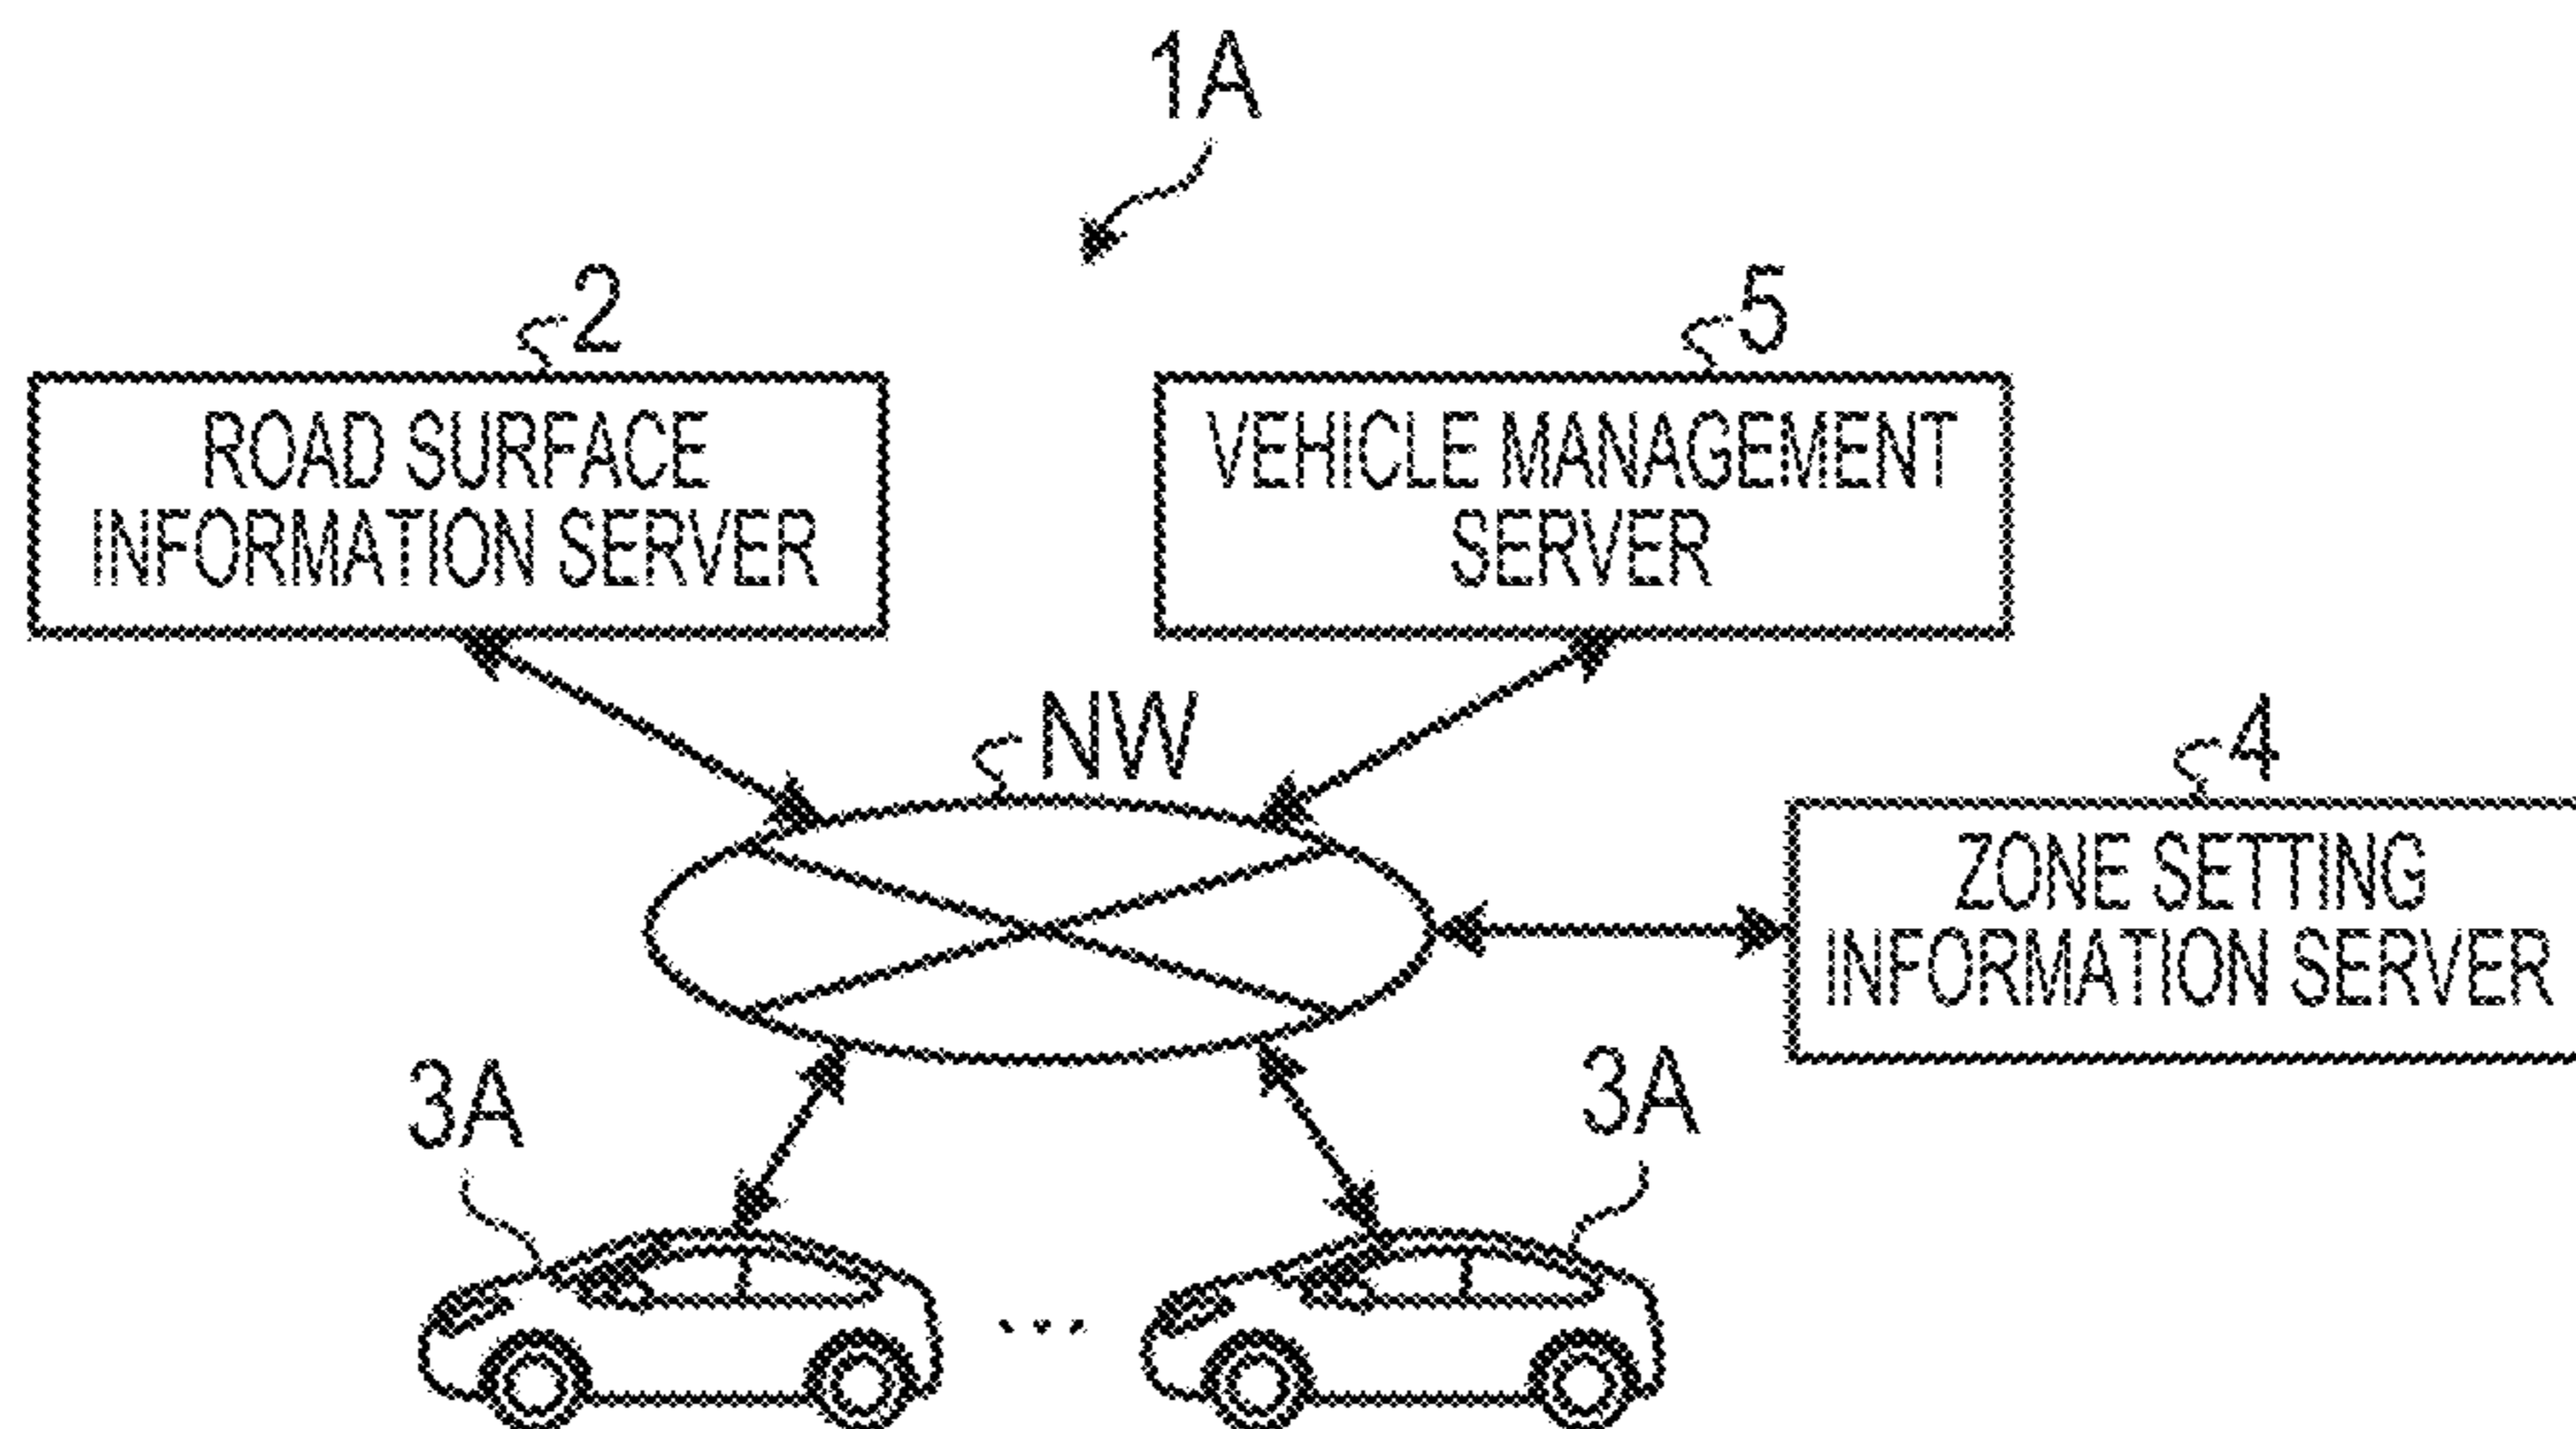 1A
2
5
ROAD SURFACE
INFORMATION SERVER
VEHICLE MANAGEMENT
SERVER
NW
4
ZONE SETTING
INFORMATION SERVER
3A
3A
...